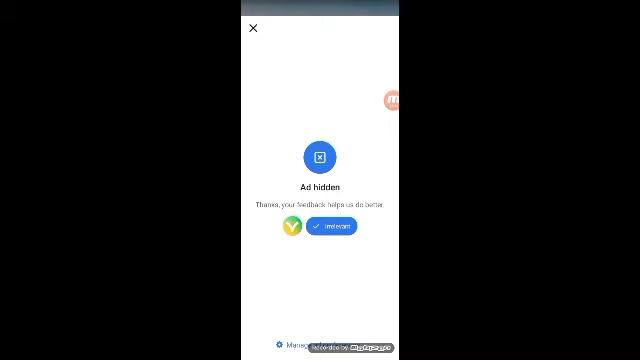 Ad hidden
Thanks, your feedback helps us do better.
Irrelevant
Recorded by